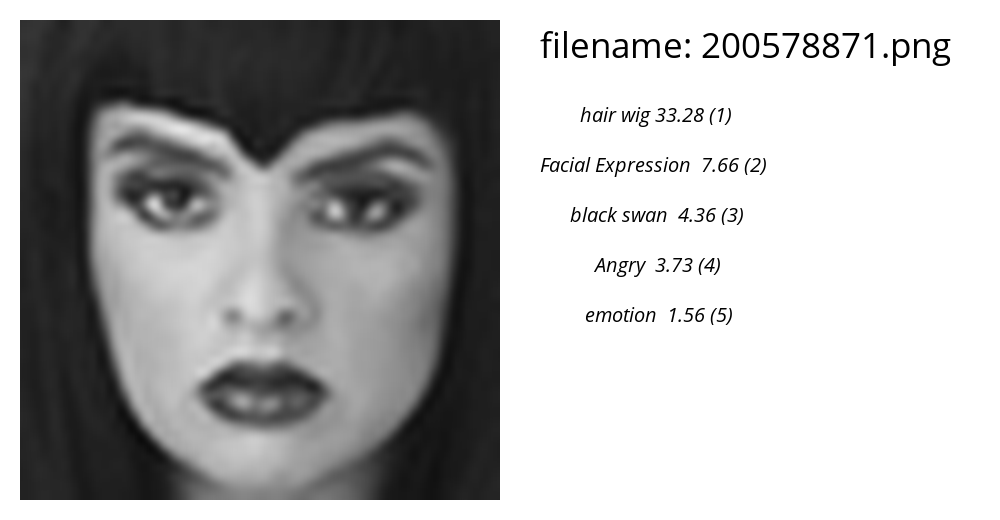 filename: 200578871.png
hair wig 33.28 (1)
Facial Expression 7.66 (2)
black swan 4.36 (3)
Angry 3.73 (4)
emotion 1.56 (5)